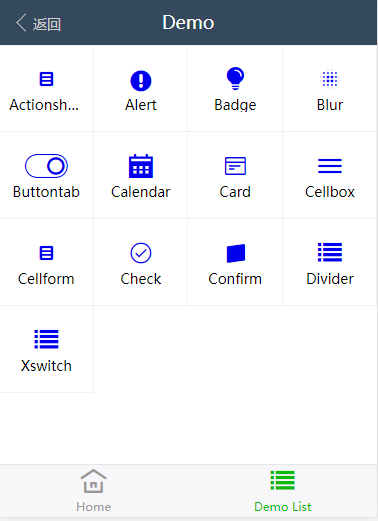 返回 Demo
Actionsh... Alert Badge Blur
Buttontab Calendar Card Cellbox
Cellform Check Confirm Divider
Xswitch
Home Demo List